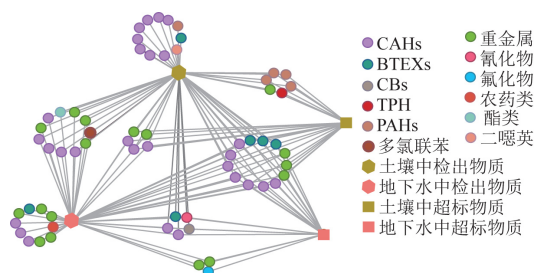 CAHs
BTEXs
CBs
TPH
PAHs
多氯联苯
土壤中检出物质
地下水中检出物质
土壤中超标物质
地下水中超标物质
重金属
氰化物
氟化物
农药类
酯类
二噁英